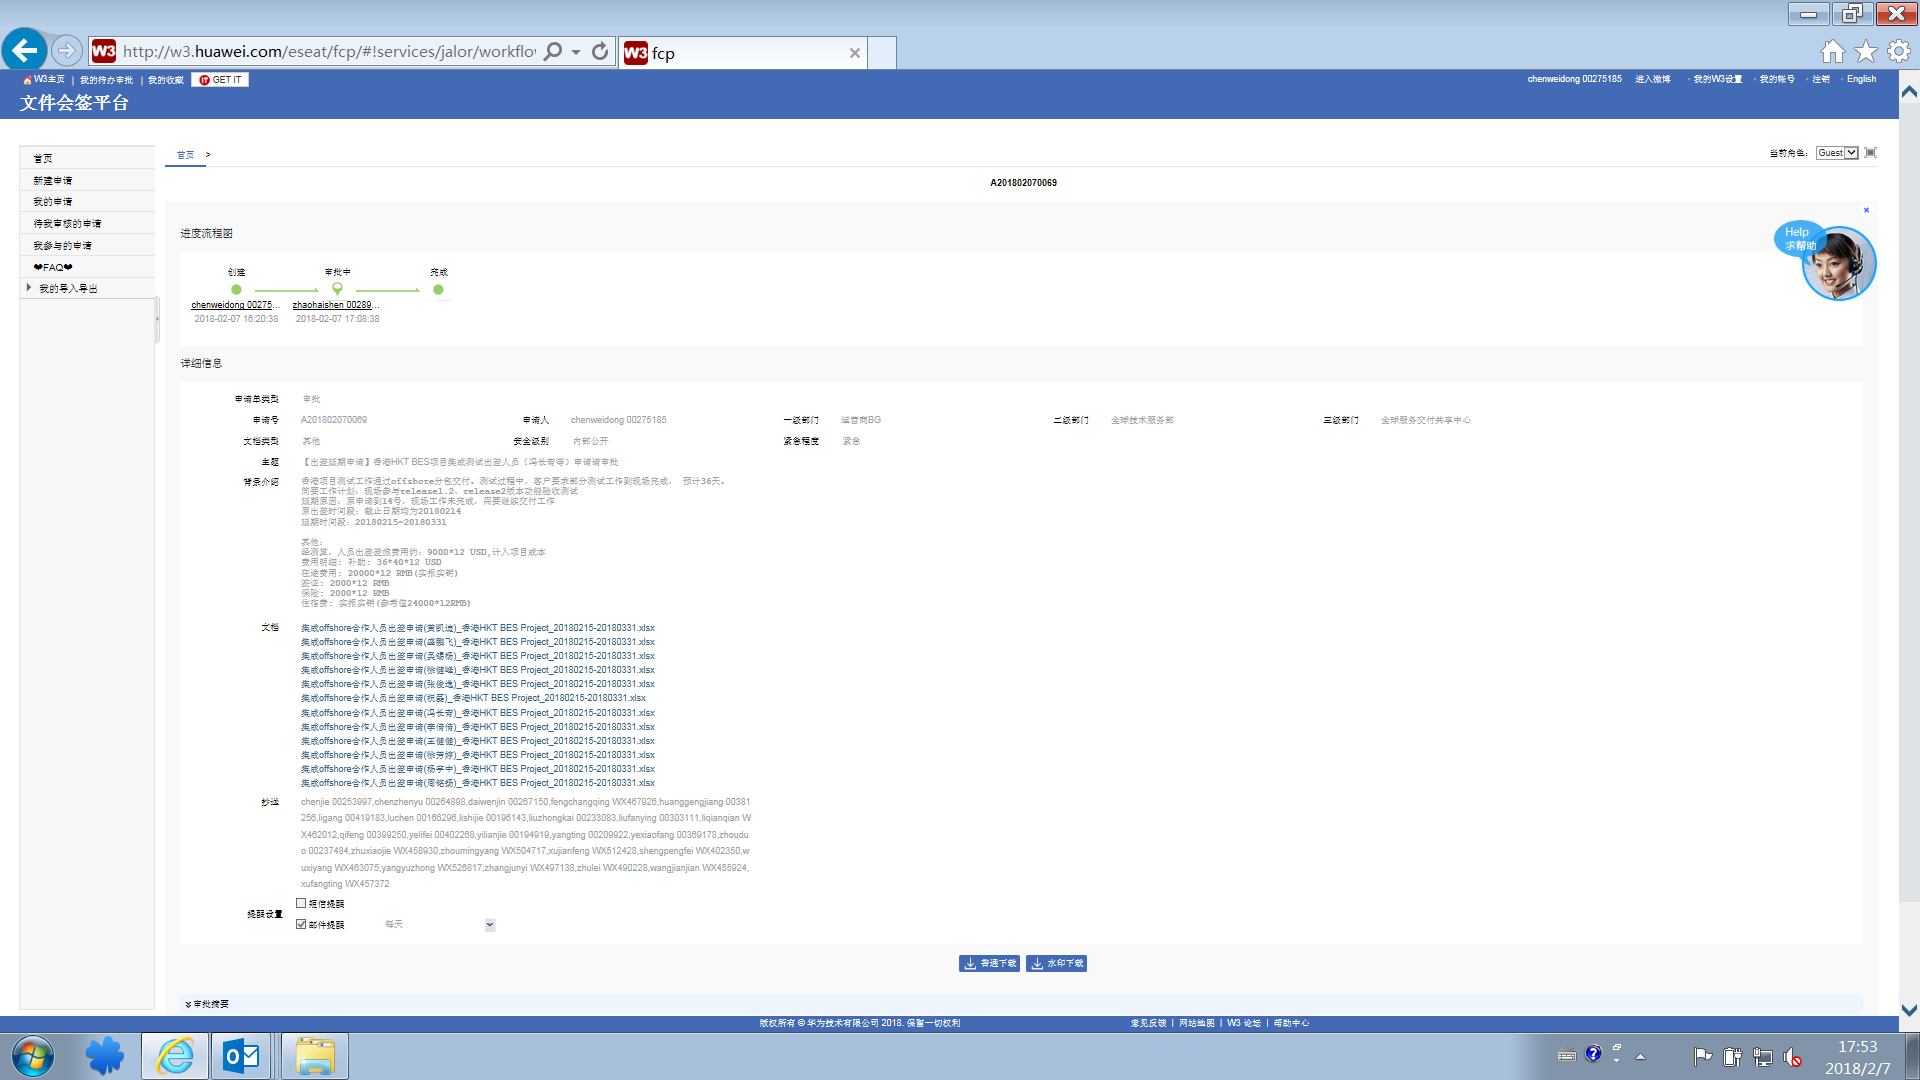 http://w3.huawei.com/eseat/fcp/#!services/jalor/workflow
W3 fcp
W3主页 | 我的待办审批 | 我的收藏 GET IT
chenweidong 00275185 进入微博 我的W3设置 我的帐号 注销 English
文件会签平台
首页
新建申请
我的申请
待我审核的申请
我参与的申请
❤FAQ❤
我的导入导出
首页 >
当前角色: Guest
A201802070069
Help
求帮助
进度流程图
创建 审批中 完成
chenweidong 00275... zhaohaishen 00289...
2018-02-07 16:20:38 2018-02-07 17:08:38
详细信息
申请单类型 审批
申请号 A201802070069 申请人 chenweidong 00275185 一级部门 运营商BG 二级部门 全球技术服务部 三级部门 全球服务交付共享中心
文档类型 其他 安全级别 内部公开 紧急程度 紧急
主题 【出差延期申请】香港HKT BES项目集成测试出差人员（冯长青等）申请请审批
背景介绍 香港项目测试工作通过offshore分包交付。测试过程中，客户要求部分测试工作到现场完成， 预计36天。
简要工作计划：现场参与release1.2、release2版本功能验收测试
延期原因：原申请到14号，现场工作未完成，需要继续交付工作
原出差时间段：截止日期均为20180214
延期时间段：20180215~20180331
其他：
经测算，人员出差差旅费用约：9000*12 USD,计入项目成本
费用明细：补助：36*40*12 USD
在途费用：20000*12 RMB(实报实销)
签证：2000*12 RMB
保险：2000*12 RMB
住宿费：实报实销(参考值24000*12RMB)
文档 集成offshore合作人员出差申请(黄凯进)_香港HKT BES Project_20180215-20180331.xlsx
集成offshore合作人员出差申请(盛鹏飞)_香港HKT BES Project_20180215-20180331.xlsx
集成offshore合作人员出差申请(吴锡杨)_香港HKT BES Project_20180215-20180331.xlsx
集成offshore合作人员出差申请(徐健峰)_香港HKT BES Project_20180215-20180331.xlsx
集成offshore合作人员出差申请(张俊逸)_香港HKT BES Project_20180215-20180331.xlsx
集成offshore合作人员出差申请(祝磊)_香港HKT BES Project_20180215-20180331.xlsx
集成offshore合作人员出差申请(冯长青)_香港HKT BES Project_20180215-20180331.xlsx
集成offshore合作人员出差申请(李倩倩)_香港HKT BES Project_20180215-20180331.xlsx
集成offshore合作人员出差申请(王健健)_香港HKT BES Project_20180215-20180331.xlsx
集成offshore合作人员出差申请(徐芳婷)_香港HKT BES Project_20180215-20180331.xlsx
集成offshore合作人员出差申请(杨宇中)_香港HKT BES Project_20180215-20180331.xlsx
集成offshore合作人员出差申请(周铭扬)_香港HKT BES Project_20180215-20180331.xlsx
抄送 chenjie 00253997,chenzhenyu 00264898,daiwenjin 00267150,fengchangqing WX467926,huanggengjiang 00381
256,ligang 00419183,luchen 00166296,lishijie 00196143,liuzhongkai 00233083,liufanying 00303111,liqianqian W
X462012,qifeng 00399250,yelifei 00402268,yilianjie 00194919,yangting 00209922,yexiaofang 00369178,zhoudu
o 00237484,zhuxiaojie WX458930,zhoumingyang WX504717,xujianfeng WX512428,shengpengfei WX402350,w
uxiyang WX463075,yangyuzhong WX526817,zhangjunyi WX497138,zhulei WX490228,wangjianjian WX455924,
xufangting WX457372
提醒设置 短信提醒
邮件提醒 每天
普通下载 水印下载
审批摘要
版权所有 © 华为技术有限公司 2018. 保留一切权利 意见反馈 | 网站地图 | W3 论坛 | 帮助中心
17:53
2018/2/7